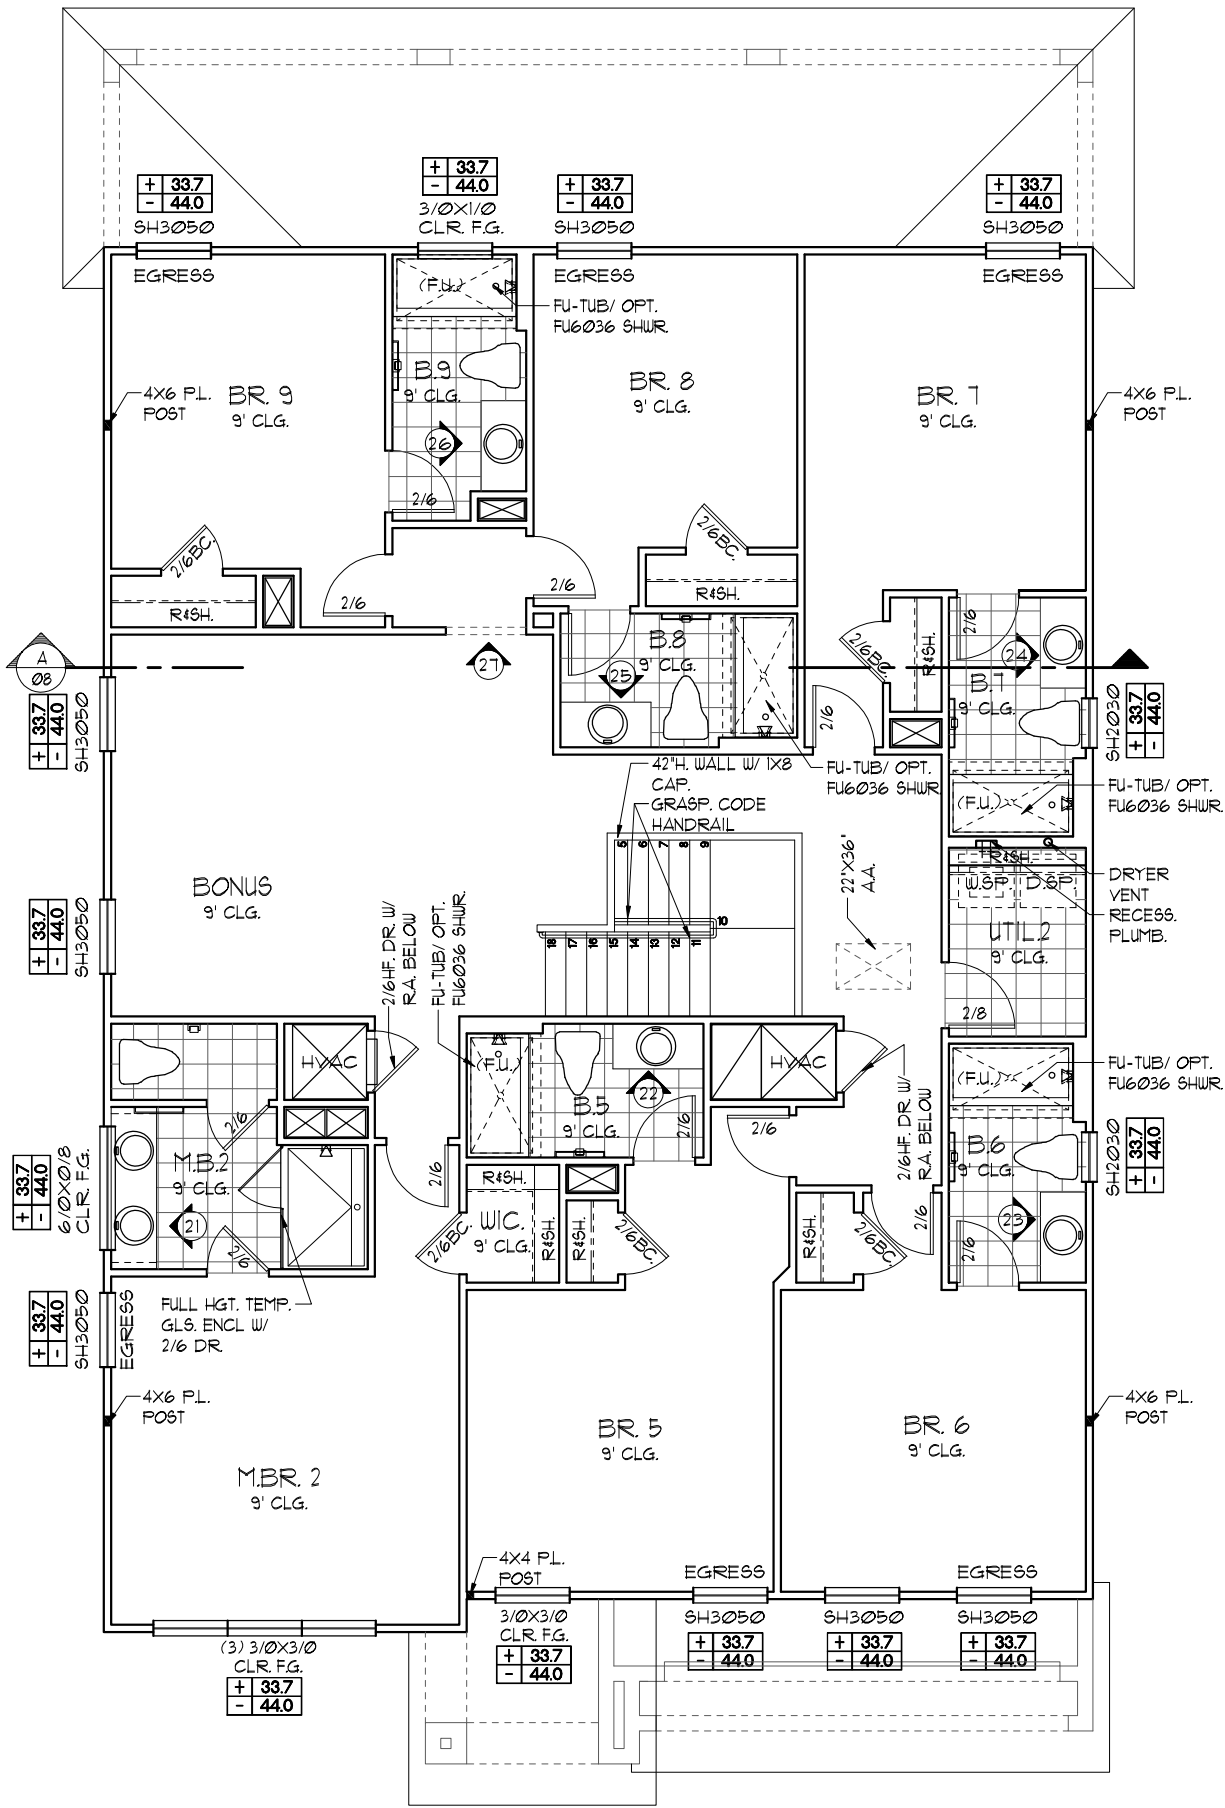 + 33.7
- 44.0
SH3050
EGRESS
+ 33.7
- 44.0
3/0X1/0
CLR. F.G.
+ 33.7
- 44.0
SH3050
EGRESS
+ 33.7
- 44.0
SH3050
EGRESS
(F.U.)
FU-TUB/ OPT.
FU6036 SHWR.
4X6 P.L.
POST
BR. 9
9' CLG.
B.9
9' CLG.
26
2/6
BR. 8
9' CLG.
BR. 7
9' CLG.
4X6 P.L.
POST
2/6BC.
R&SH.
2/6
2/6
2/6BC.
R&SH.
A
08
27
B.8
9' CLG.
25
2/6BC.
R&SH.
2/6
24
B.7
9' CLG.
2/6
+ 33.7
- 44.0
SH3050
SH2030
+ 33.7
- 44.0
42"H. WALL W/ 1X8
CAP.
GRASP. CODE
HANDRAIL
FU-TUB/ OPT.
FU6036 SHWR.
(F.U.)
FU-TUB/ OPT.
FU6036 SHWR.
5 6 7 8 9
10
18 17 16 15 14 13 12 11
22"X36"
A.A.
R&SH.
W.SP. D.SP.
UTIL.2
9' CLG.
2/8
DRYER
VENT
RECESS.
PLUMB.
BONUS
9' CLG.
+ 33.7
- 44.0
SH3050
2/6HF. DR. W/
R.A. BELOW
FU-TUB/ OPT.
FU6036 SHWR.
HVAC
(F.U.)
B.5
9' CLG.
22
2/6
HVAC
2/6
2/6HF. DR. W/
R.A. BELOW
(F.U.)
FU-TUB/ OPT.
FU6036 SHWR.
B.6
9' CLG.
23
2/6
2/6
SH2030
+ 33.7
- 44.0
+ 33.7
- 44.0
6/0X0/8
CLR. F.G.
2/6
M.B.2
9' CLG.
21
2/6
2/6
R&SH.
WIC.
9' CLG.
R&SH.
2/6BC.
R&SH.
2/6BC.
R&SH.
2/6BC.
+ 33.7
- 44.0
SH3050
EGRESS
FULL HGT. TEMP.
GLS. ENCL W/
2/6 DR.
4X6 P.L.
POST
M.BR. 2
9' CLG.
BR. 5
9' CLG.
BR. 6
9' CLG.
4X6 P.L.
POST
4X4 P.L.
POST
(3) 3/0X3/0
CLR. F.G.
+ 33.7
- 44.0
3/0X3/0
CLR. F.G.
+ 33.7
- 44.0
EGRESS
SH3050
+ 33.7
- 44.0
SH3050
+ 33.7
- 44.0
EGRESS
SH3050
+ 33.7
- 44.0